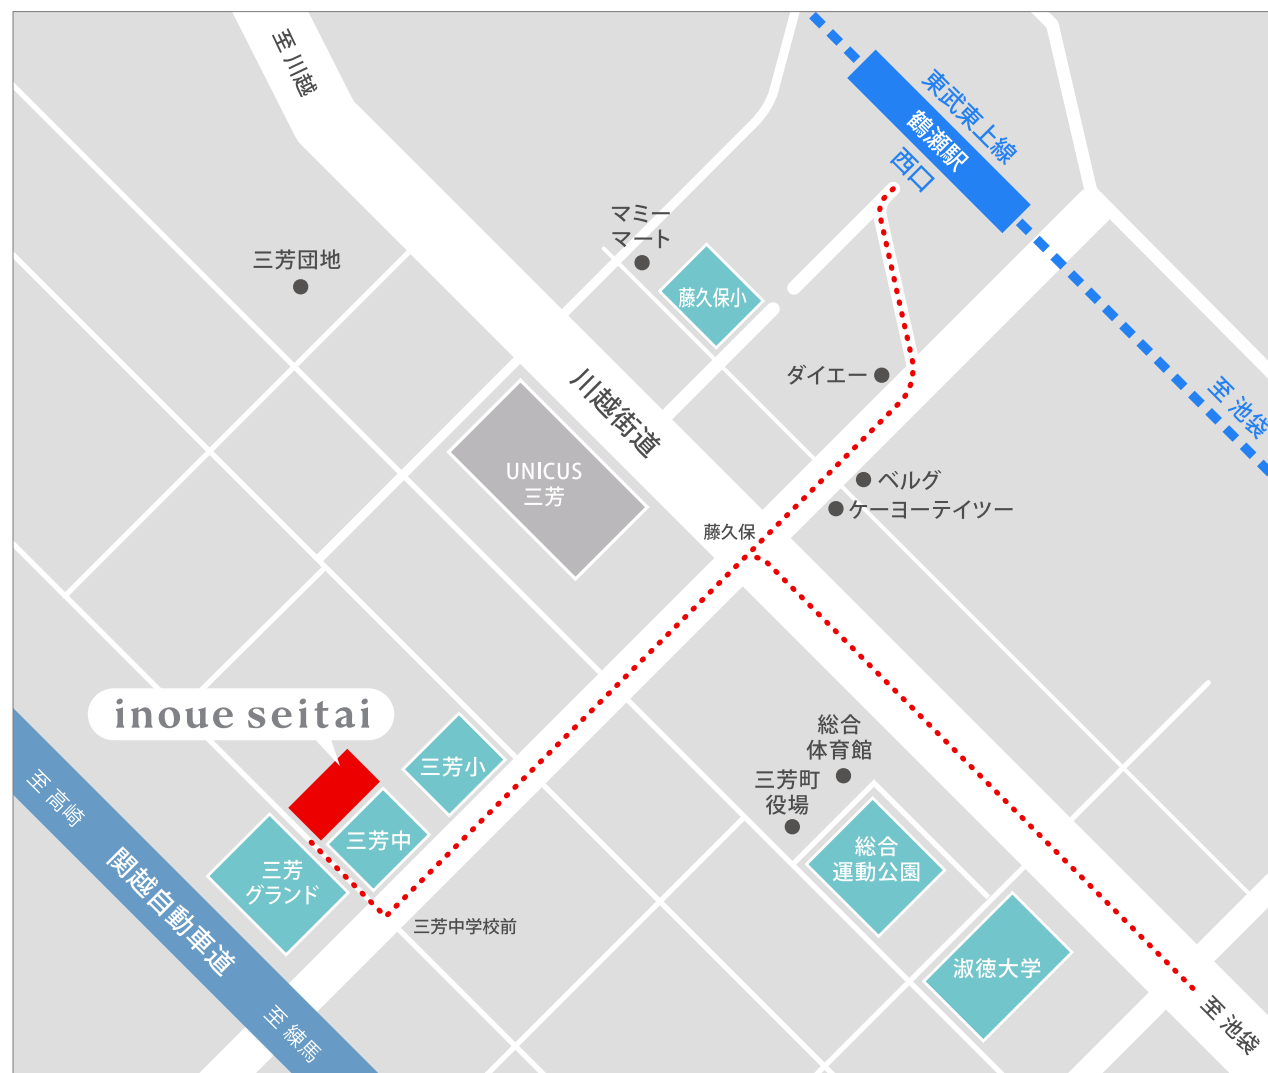 至 川越
東武東上線
鶴瀬駅
西口
マミー
マート
三芳団地
藤久保小
ダイエー
至 池袋
川越街道
UNICUS
三芳
ベルグ
ケーヨーデイツー
藤久保
inoue seitai
総合
体育館
三芳小
三芳町
役場
至 高崎
三芳中
総合
運動公園
三芳
グランド
関越自動車道
三芳中学校前
淑徳大学
至 練馬
至 池袋